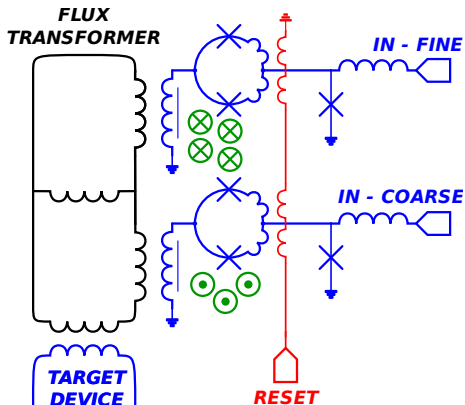 FLUX
TRANSFORMER
IN - FINE
IN - COARSE
TARGET
DEVICE
RESET